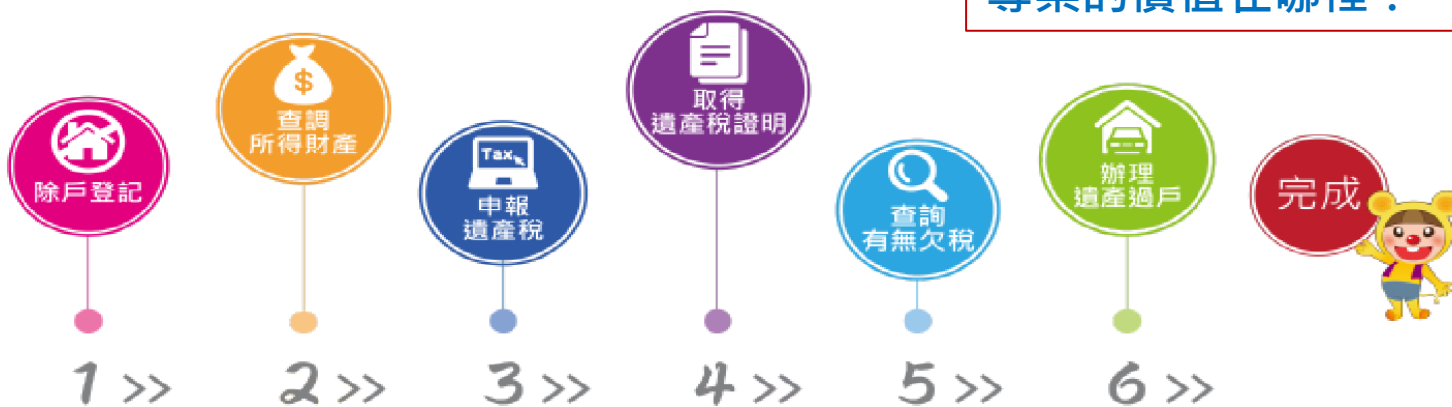 專業的價值在哪裡？
除戶登記
$
查調
所得財產
Tax
申報
遺產稅
取得
遺產稅證明
查詢
有無欠稅
辦理
遺產過戶
完成
1 >>
2 >>
3 >>
4 >>
5 >>
6 >>